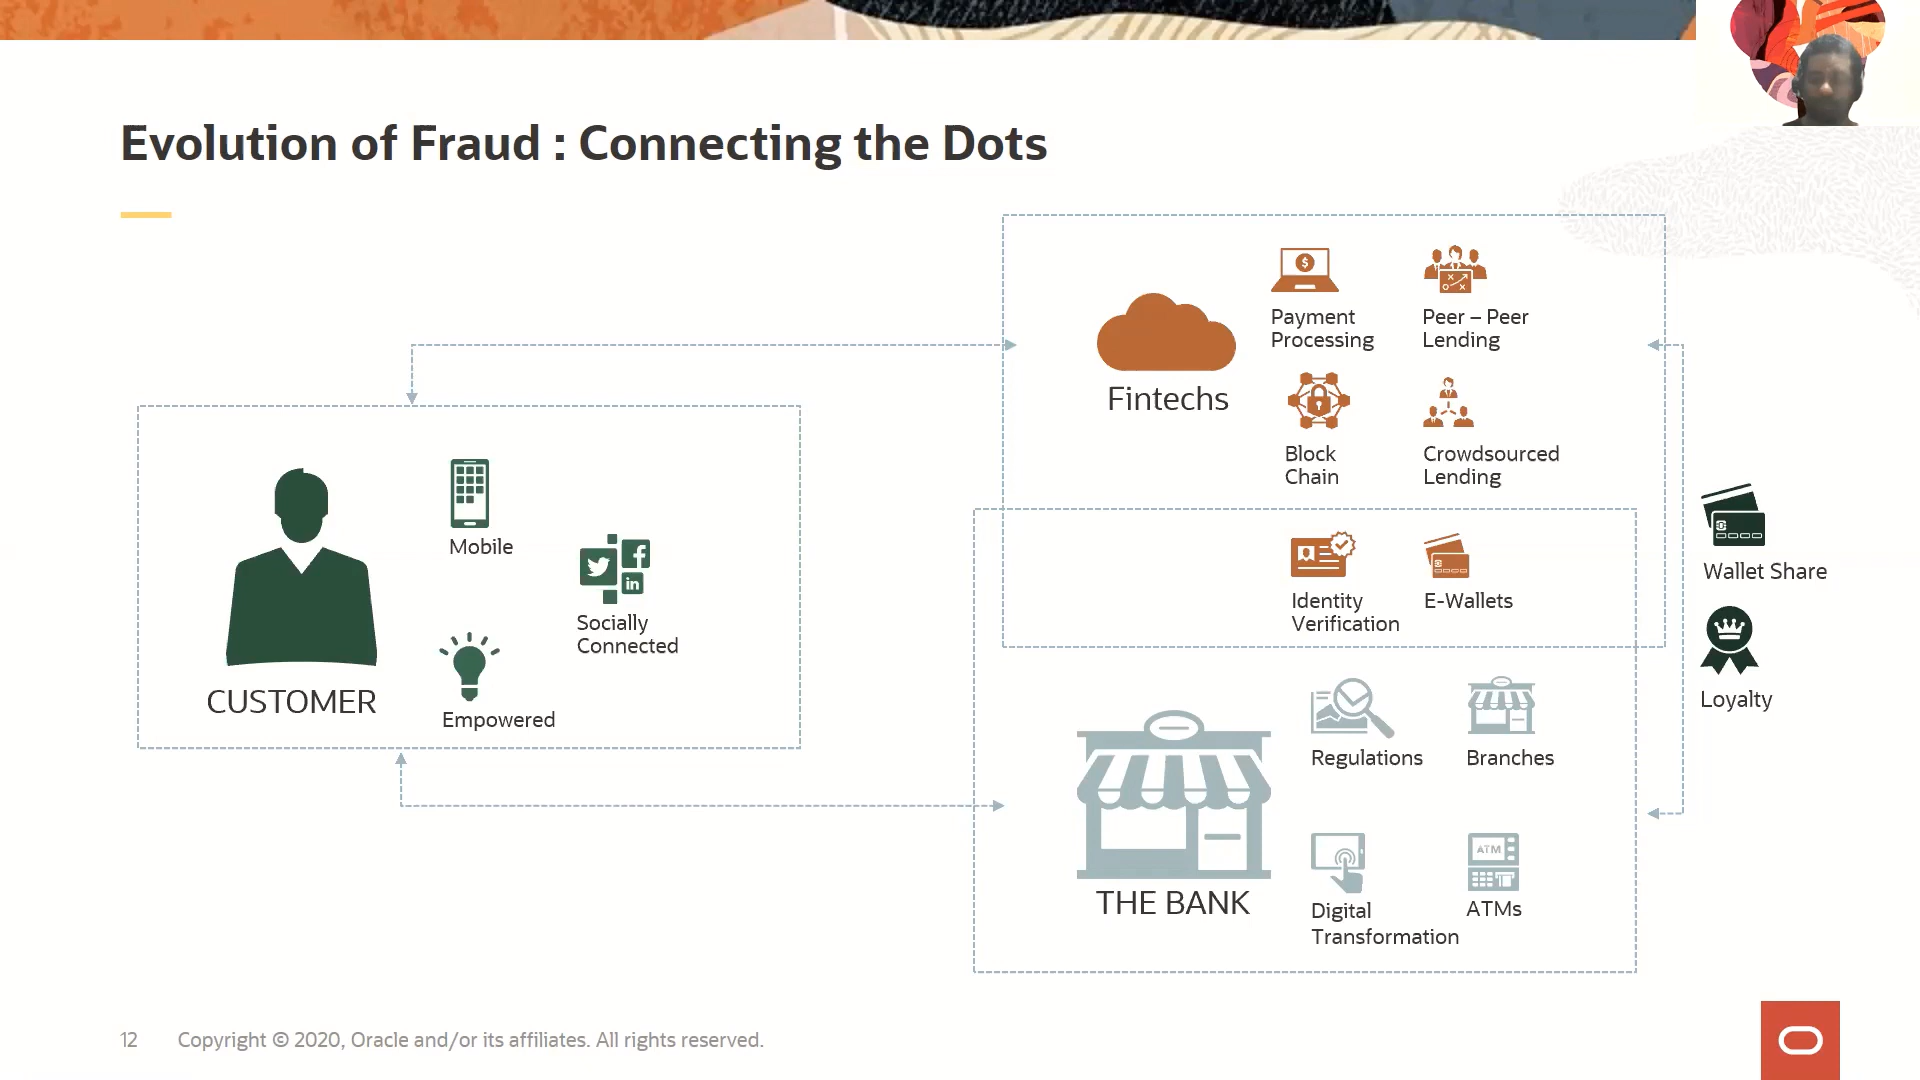 Evolution of Fraud : Connecting the Dots
Payment
Processing
Peer – Peer
Lending
Fintechs
Block
Chain
Crowdsourced
Lending
Mobile
Socially
Connected
Empowered
CUSTOMER
Identity
Verification
E-Wallets
Wallet Share
Loyalty
Regulations
Branches
THE BANK
ATM
Digital
Transformation
ATMs
12 Copyright © 2020, Oracle and/or its affiliates. All rights reserved.